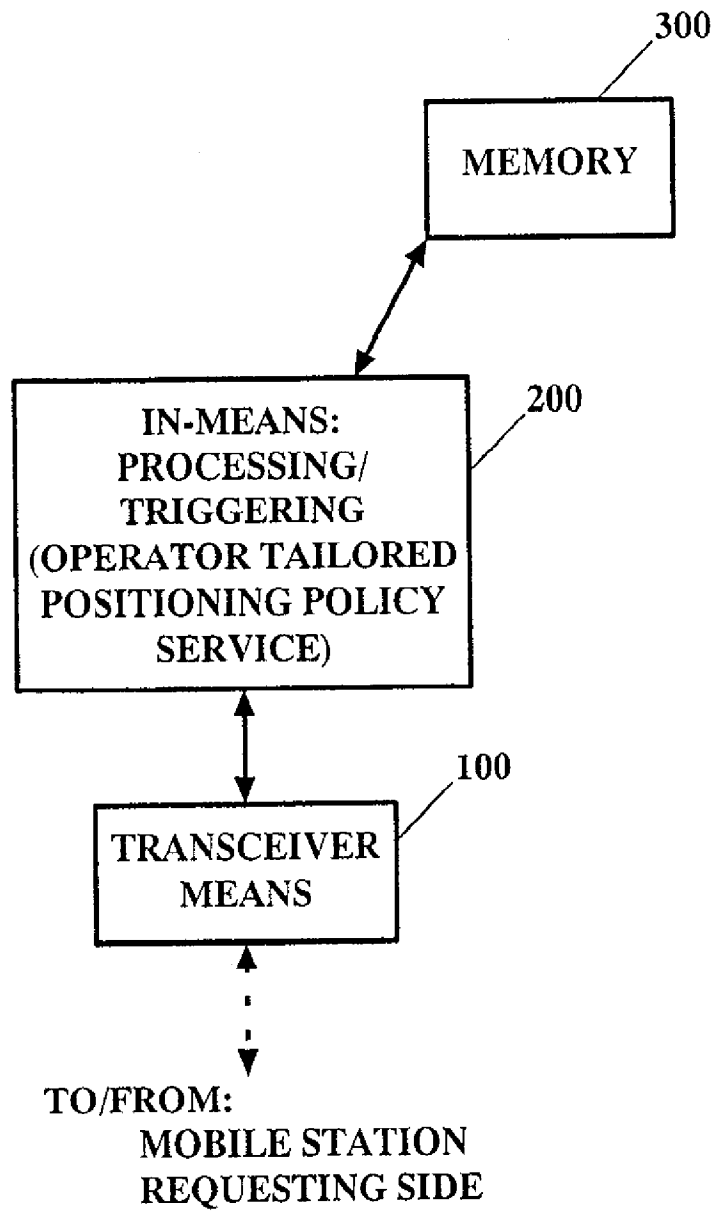 300
MEMORY
200
IN-MEANS:
PROCESSING/
TRIGGERING
(OPERATOR TAILORED
POSITIONING POLICY
SERVICE)
100
TRANSCEIVER
MEANS
TO/FROM:
MOBILE STATION
REQUESTING SIDE